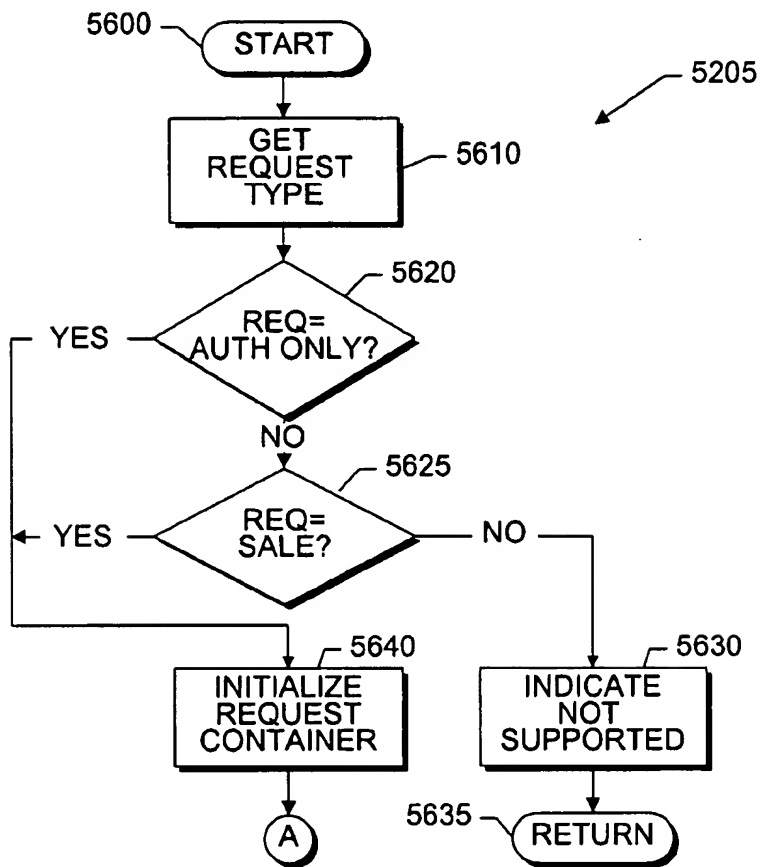 5600
START
5205
GET
REQUEST
TYPE
5610
5620
REQ=
AUTH ONLY?
YES
NO
5625
REQ=
SALE?
YES
NO
5640
INITIALIZE
REQUEST
CONTAINER
5630
INDICATE
NOT
SUPPORTED
A
5635
RETURN